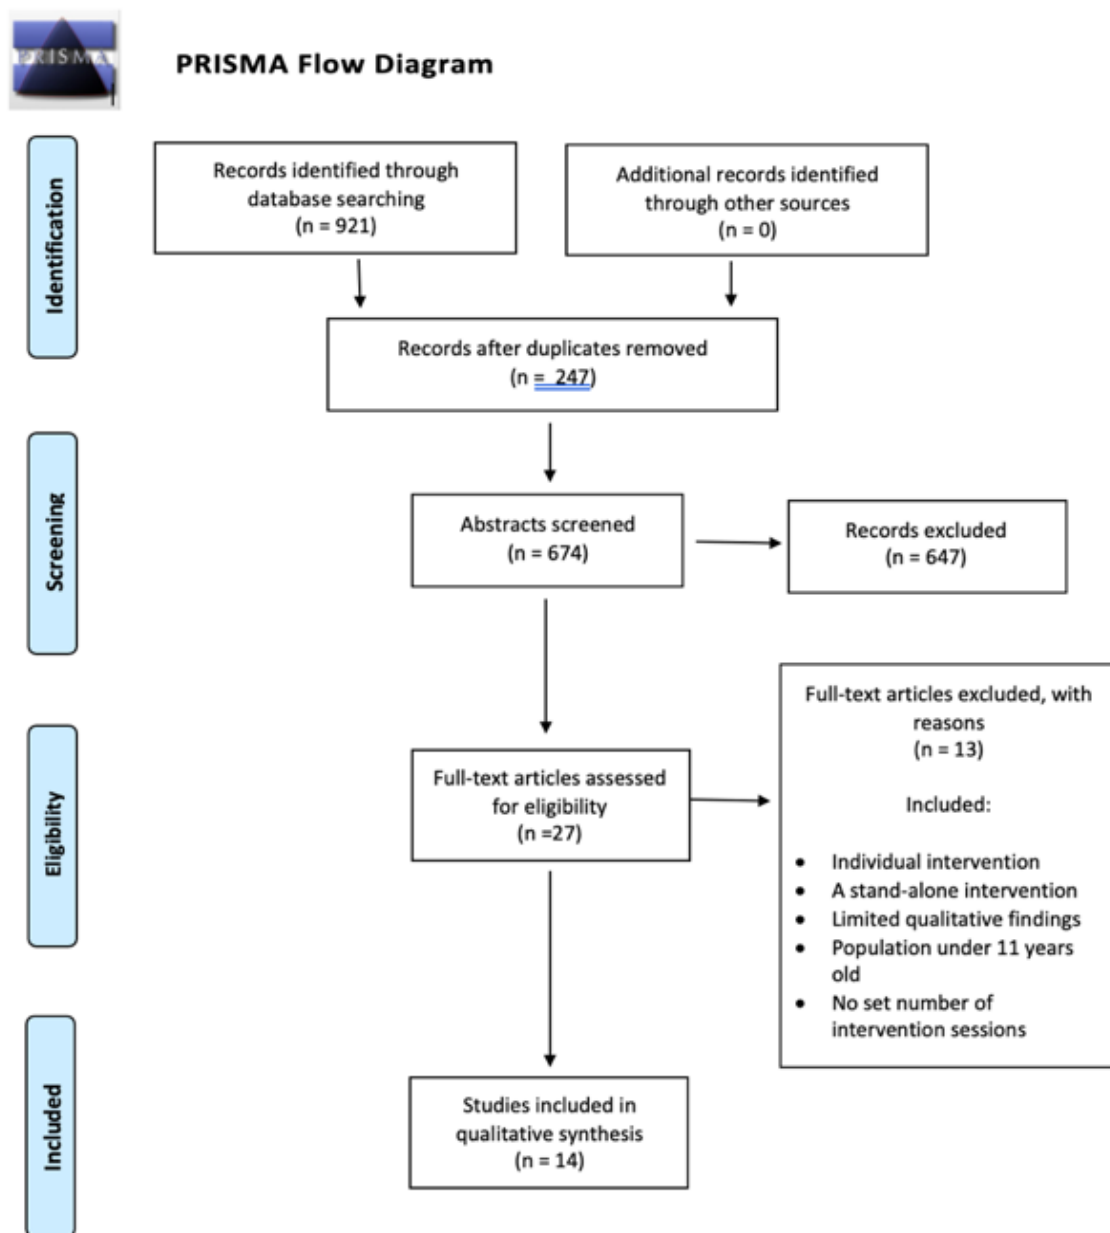 PRISMA
PRISMA Flow Diagram
Identification
Records identified through
database searching
(n = 921)
Additional records identified
through other sources
(n = 0)
Records after duplicates removed
(n = 247)
Screening
Abstracts screened
(n = 674)
Records excluded
(n = 647)
Eligibility
Full-text articles assessed
for eligibility
(n =27)
Full-text articles excluded, with
reasons
(n = 13)
Included:
• Individual intervention
• A stand-alone intervention
• Limited qualitative findings
• Population under 11 years
old
• No set number of
intervention sessions
Included
Studies included in
qualitative synthesis
(n = 14)